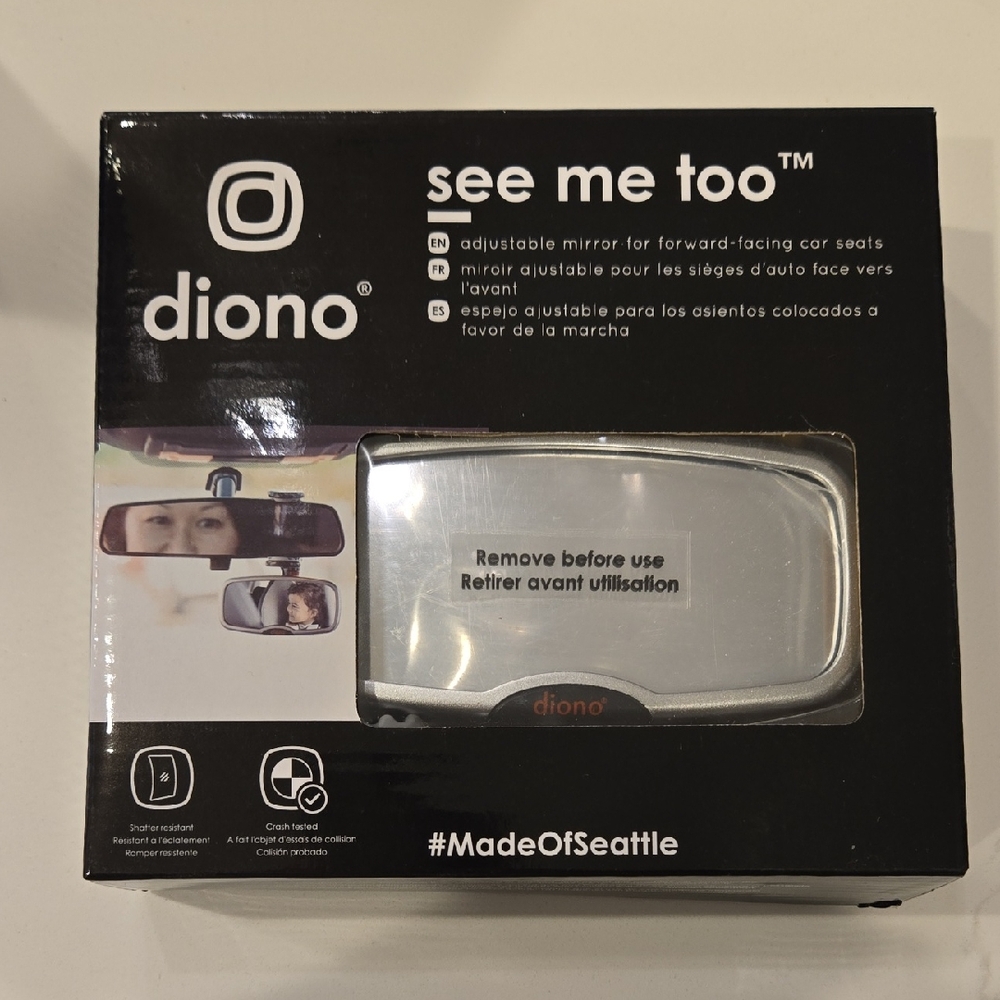 diono®
see me too™
EN adjustable mirror for forward-facing car seats
FR miroir ajustable pour les sièges d'auto face vers
l'avant
ES espejo ajustable para los asientos colocados a
favor de la marcha
Remove before use
Retirer avant utilisation
diono®
Shatter resistant
Résistant à l'éclatement
Romper resistente
Crash tested
A fait l'objet d'essais de collision
Colisión probado
#MadeOfSeattle